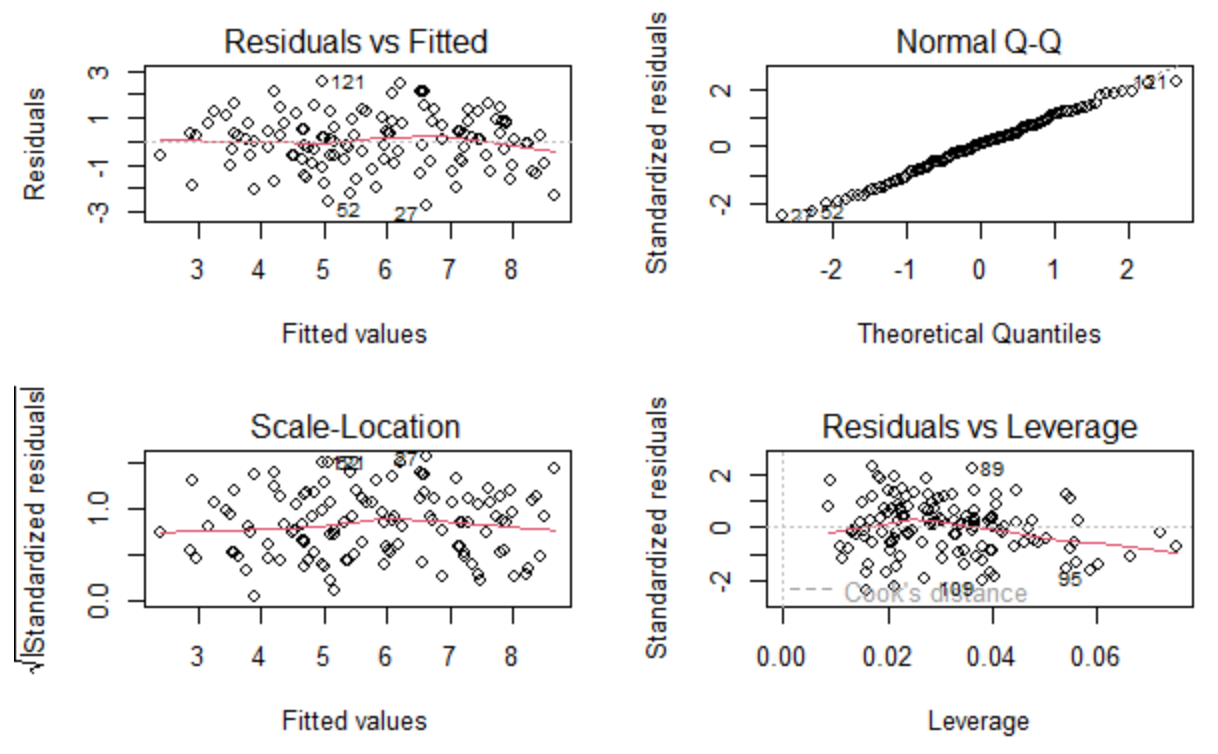 Residuals vs Fitted
Residuals
3
1
-1
-3
121
52
27
3 4 5 6 7 8
Fitted values
Normal Q-Q
Standardized residuals
2
0
-2
121
27
52
-2 -1 0 1 2
Theoretical Quantiles
Scale-Location
√|Standardized residuals|
1.0
0.0
3 4 5 6 7 8
Fitted values
Residuals vs Leverage
Standardized residuals
2
0
-2
89
109
95
Cook's distance
0.00 0.02 0.04 0.06
Leverage